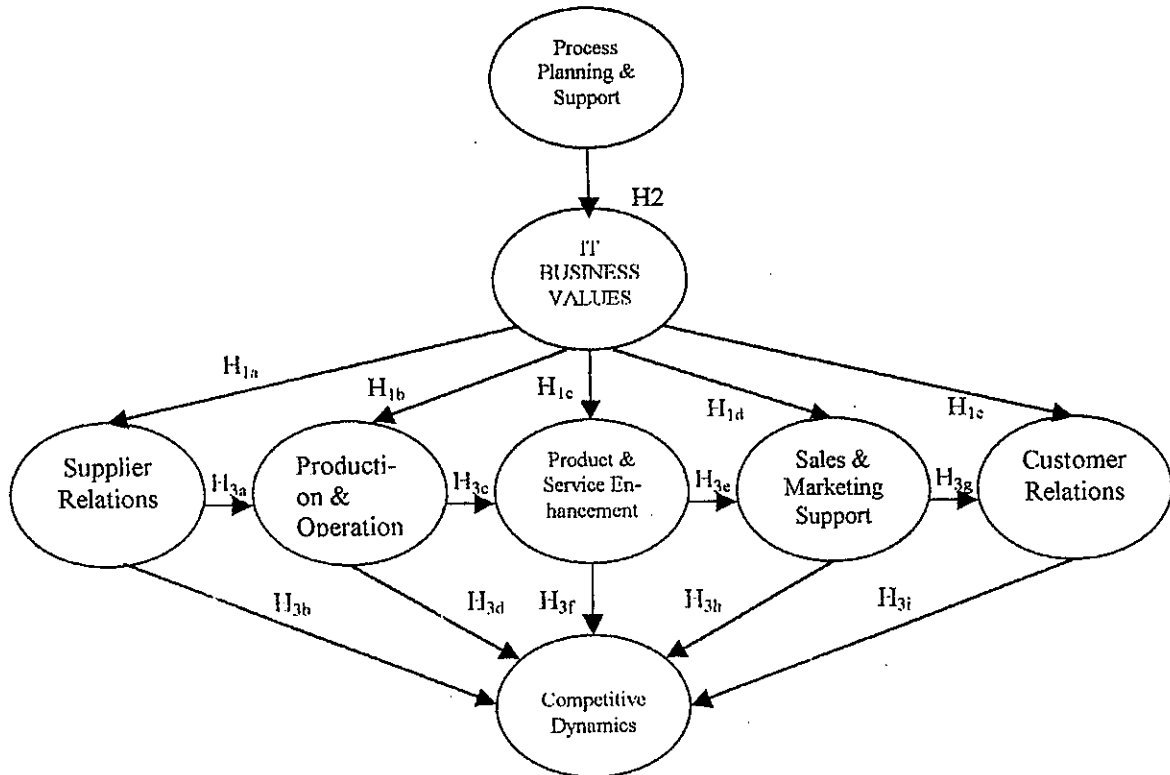 Process
Planning &
Support
H2
IT
BUSINESS
VALUES
H1a
H1b
H1c
H1d
H1e
Supplier
Relations
H3a
Producti-
on &
Operation
H3c
Product &
Service En-
hancement
H3e
Sales &
Marketing
Support
H3g
Customer
Relations
H3b
H3d
H3f
H3h
H3i
Competitive
Dynamics